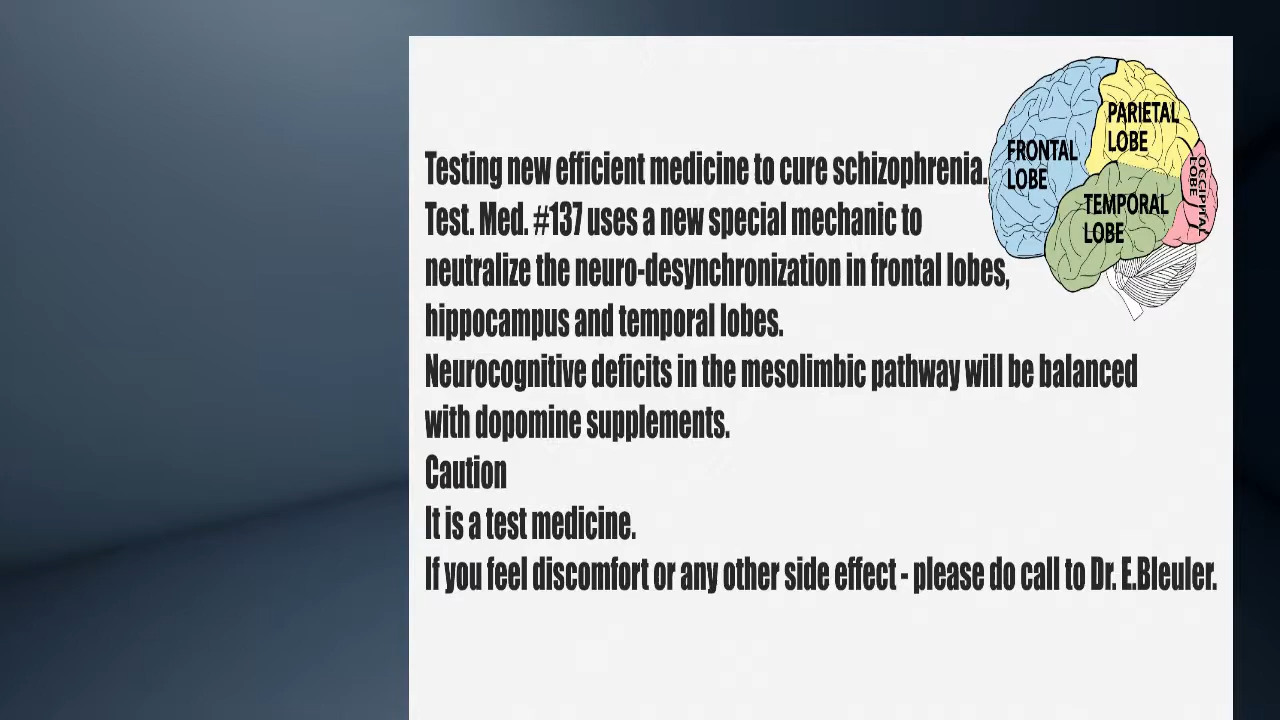 Testing new efficient medicine to cure schizophrenia.
Test. Med. #137 uses a new special mechanic to
neutralize the neuro-desynchronization in frontal lobes,
hippocampus and temporal lobes.
Neurocognitive deficits in the mesolimbic pathway will be balanced
with dopomine supplements.
Caution
It is a test medicine.
If you feel discomfort or any other side effect - please do call to Dr. E.Bleuler.
FRONTAL
LOBE
PARIETAL
LOBE
TEMPORAL
LOBE
OCCIPITAL
LOBE